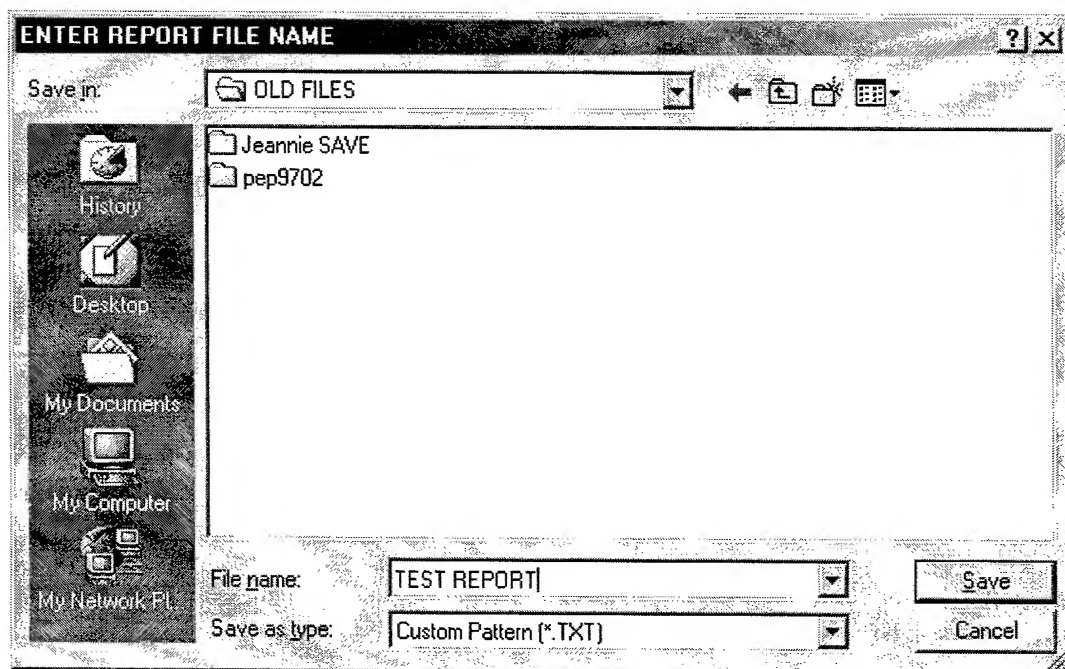 ENTER REPORT FILE NAME
Save in:
OLD FILES
Jeannie SAVE
pep9702
History
Desktop
My Documents
My Computer
My Network Pl...
File name:
TEST REPORT
Save
Save as type:
Custom Pattern (*.TXT)
Cancel